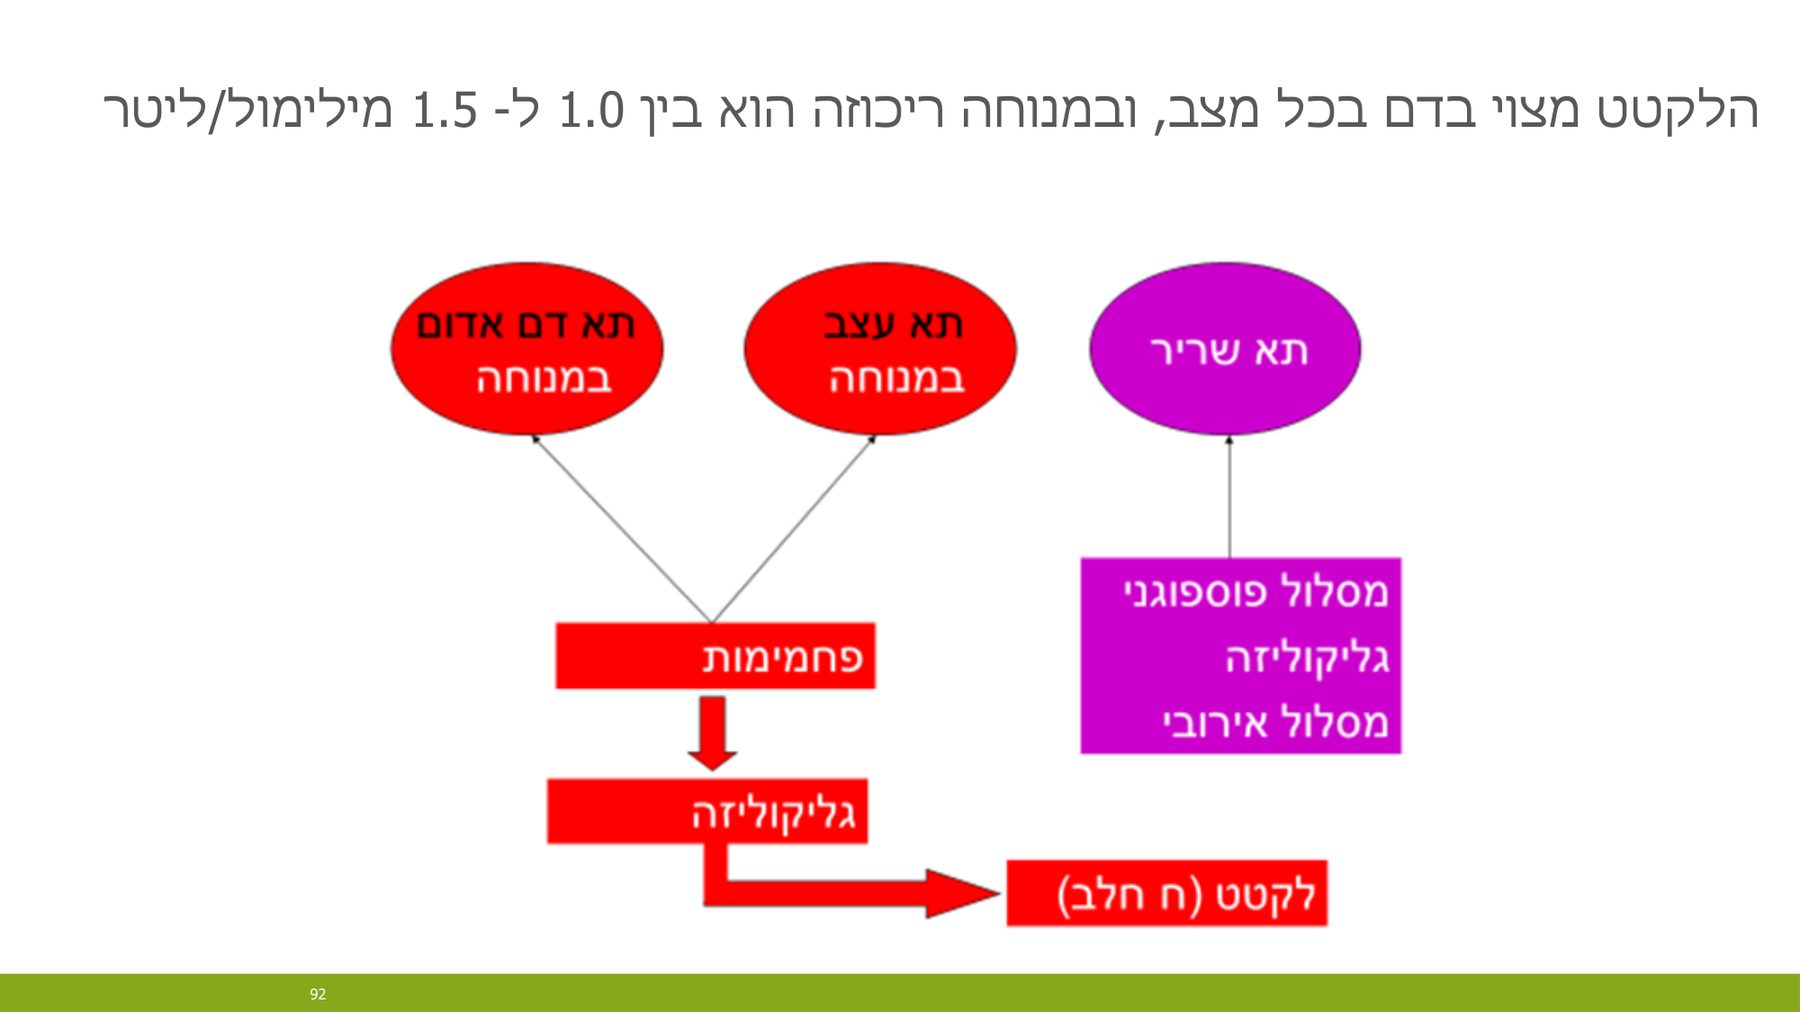 הלקטט מצוי בדם בכל מצב, ובמנוחה ריכוזה הוא בין 1.0 ל- 1.5 מילימול/ליטר
תא שריר
תא עצב
במנוחה
תא דם אדום
במנוחה
מסלול פוספוגני
גליקוליזה
מסלול אירובי
פחמימות
גליקוליזה
לקטט (ח חלב)
92